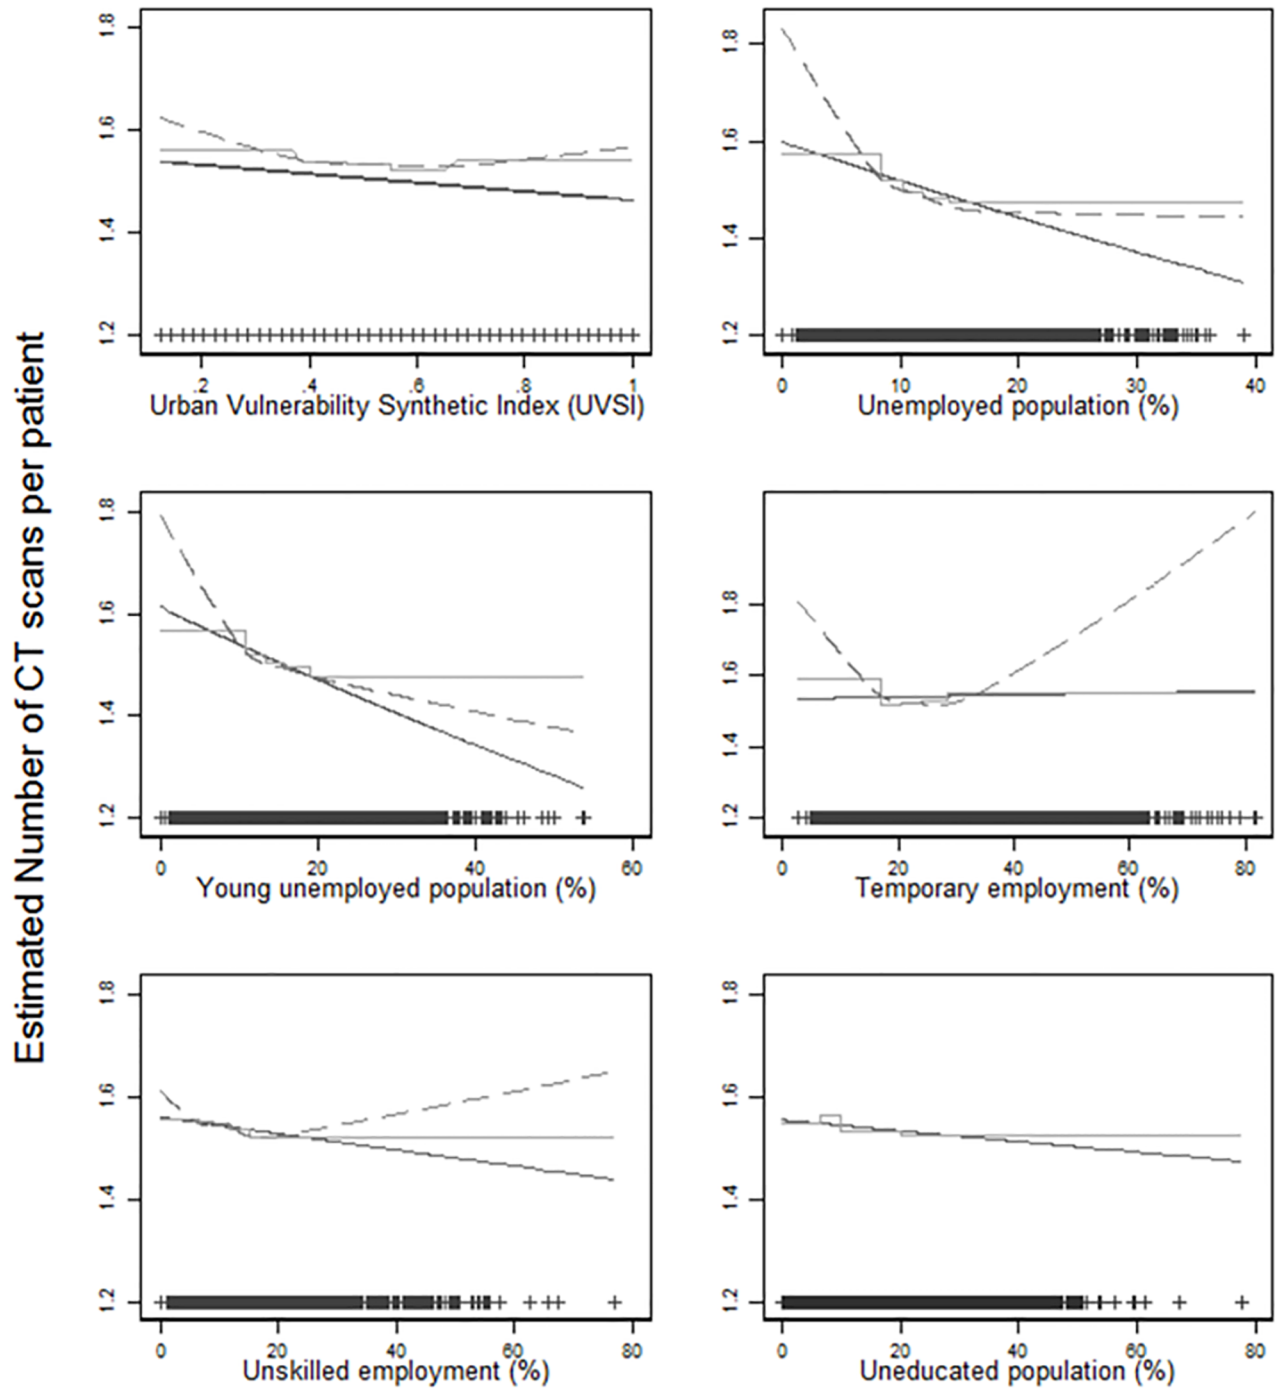 Estimated Number of CT scans per patient
1.8
1.6
1.4
1.2
.2 .4 .6 .8 1
Urban Vulnerability Synthetic Index (UVSI)
1.8
1.6
1.4
1.2
0 10 20 30 40
Unemployed population (%)
1.8
1.6
1.4
1.2
0 20 40 60
Young unemployed population (%)
1.8
1.6
1.4
1.2
0 20 40 60 80
Temporary employment (%)
1.8
1.6
1.4
1.2
0 20 40 60 80
Unskilled employment (%)
1.8
1.6
1.4
1.2
0 20 40 60 80
Uneducated population (%)